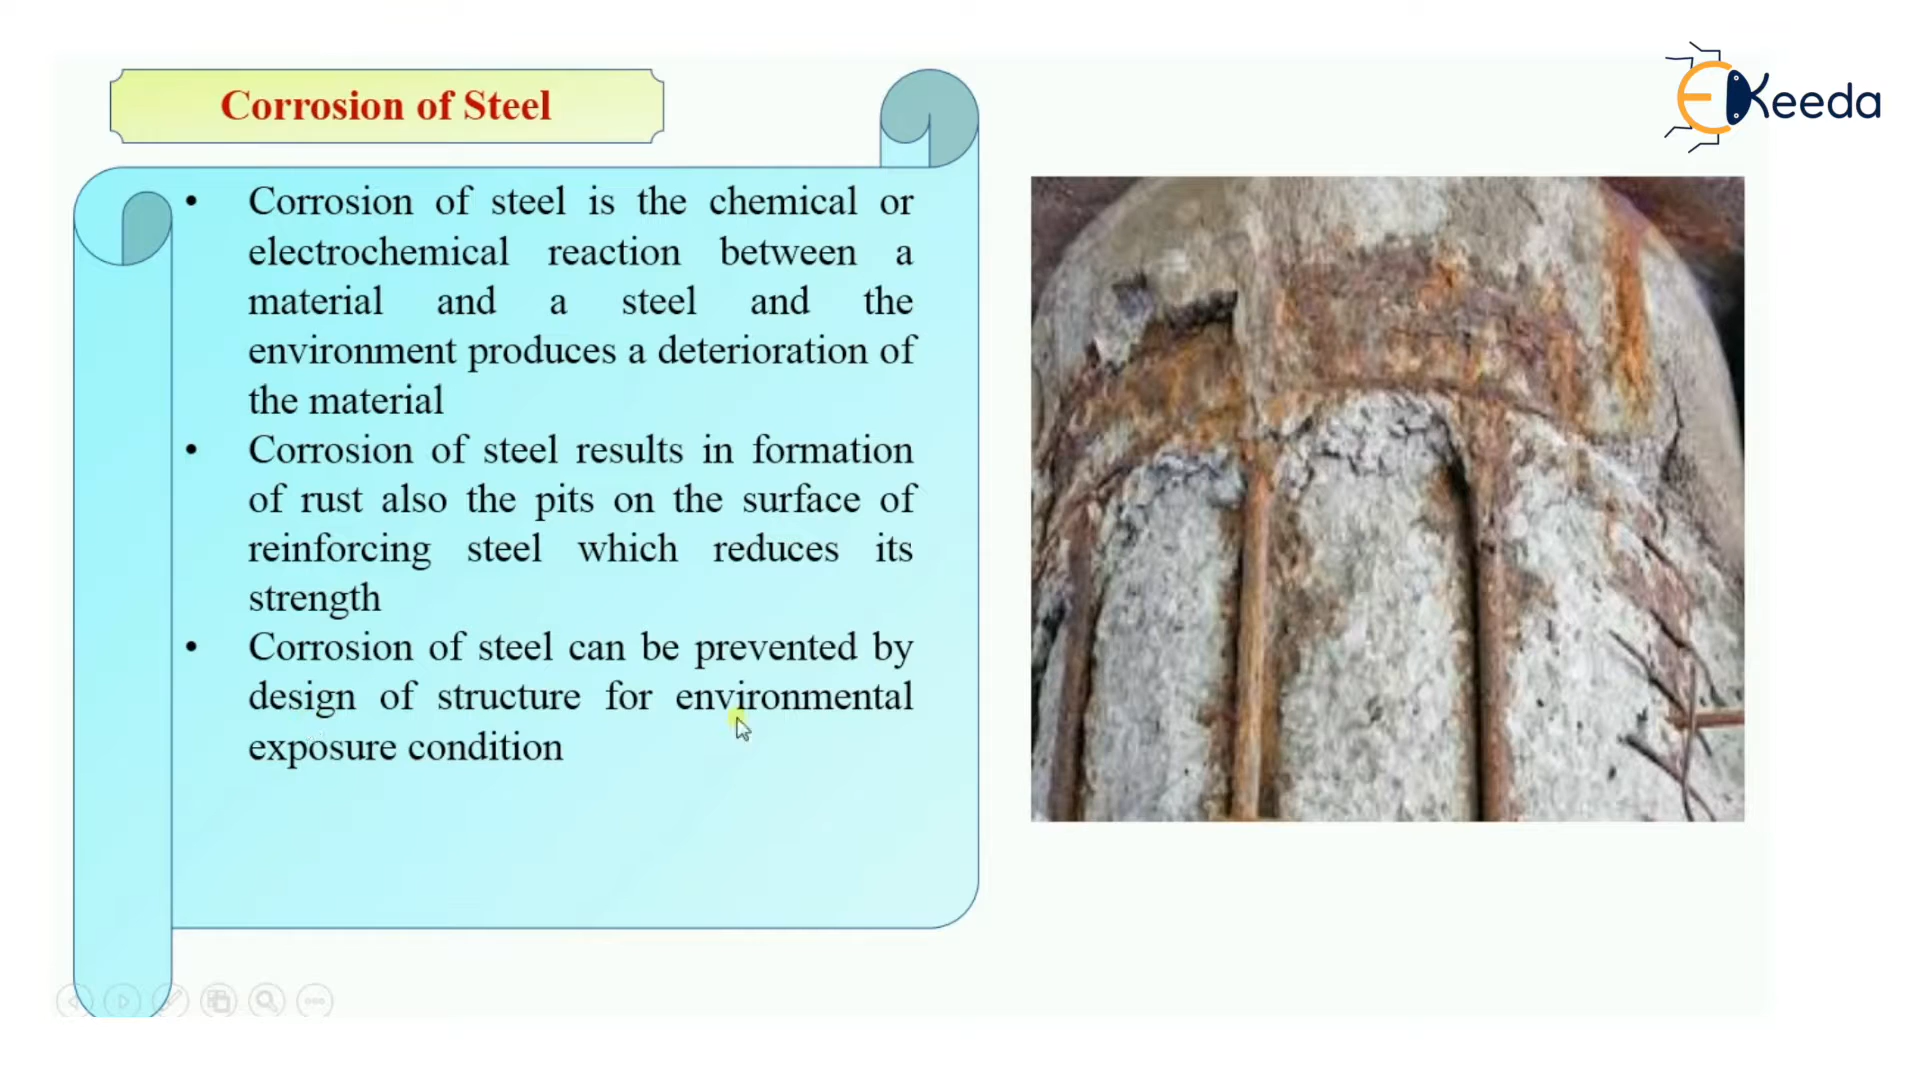 Corrosion of Steel
EKeeda
• Corrosion of steel is the chemical or
electrochemical reaction between a
material and a steel and the
environment produces a deterioration of
the material
• Corrosion of steel results in formation
of rust also the pits on the surface of
reinforcing steel which reduces its
strength
• Corrosion of steel can be prevented by
design of structure for environmental
exposure condition